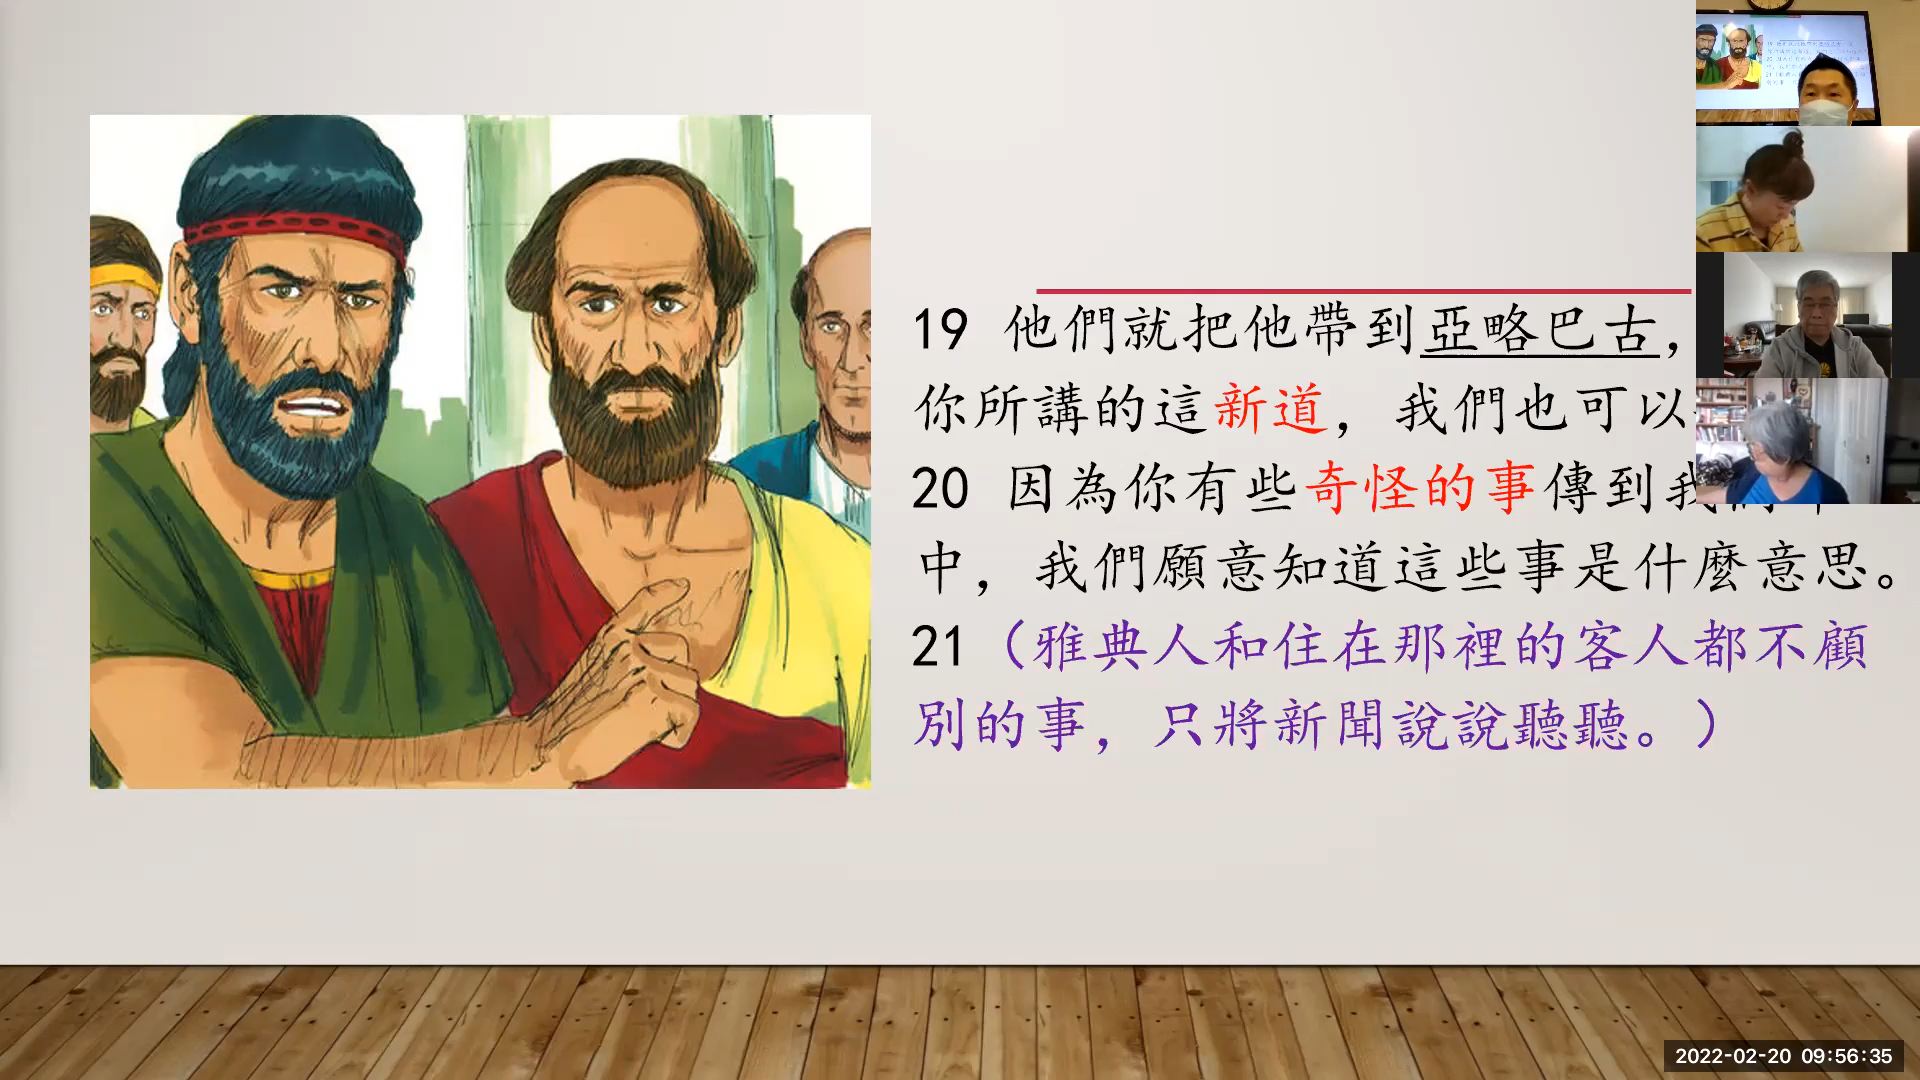 19 他們就把他帶到亞略巴古，
你所講的這新道，我們也可以
20 因為你有些奇怪的事傳到我
中，我們願意知道這些事是什麼意思。
21（雅典人和住在那裡的客人都不顧
別的事，只將新聞說說聽聽。）
2022-02-20 09:56:35